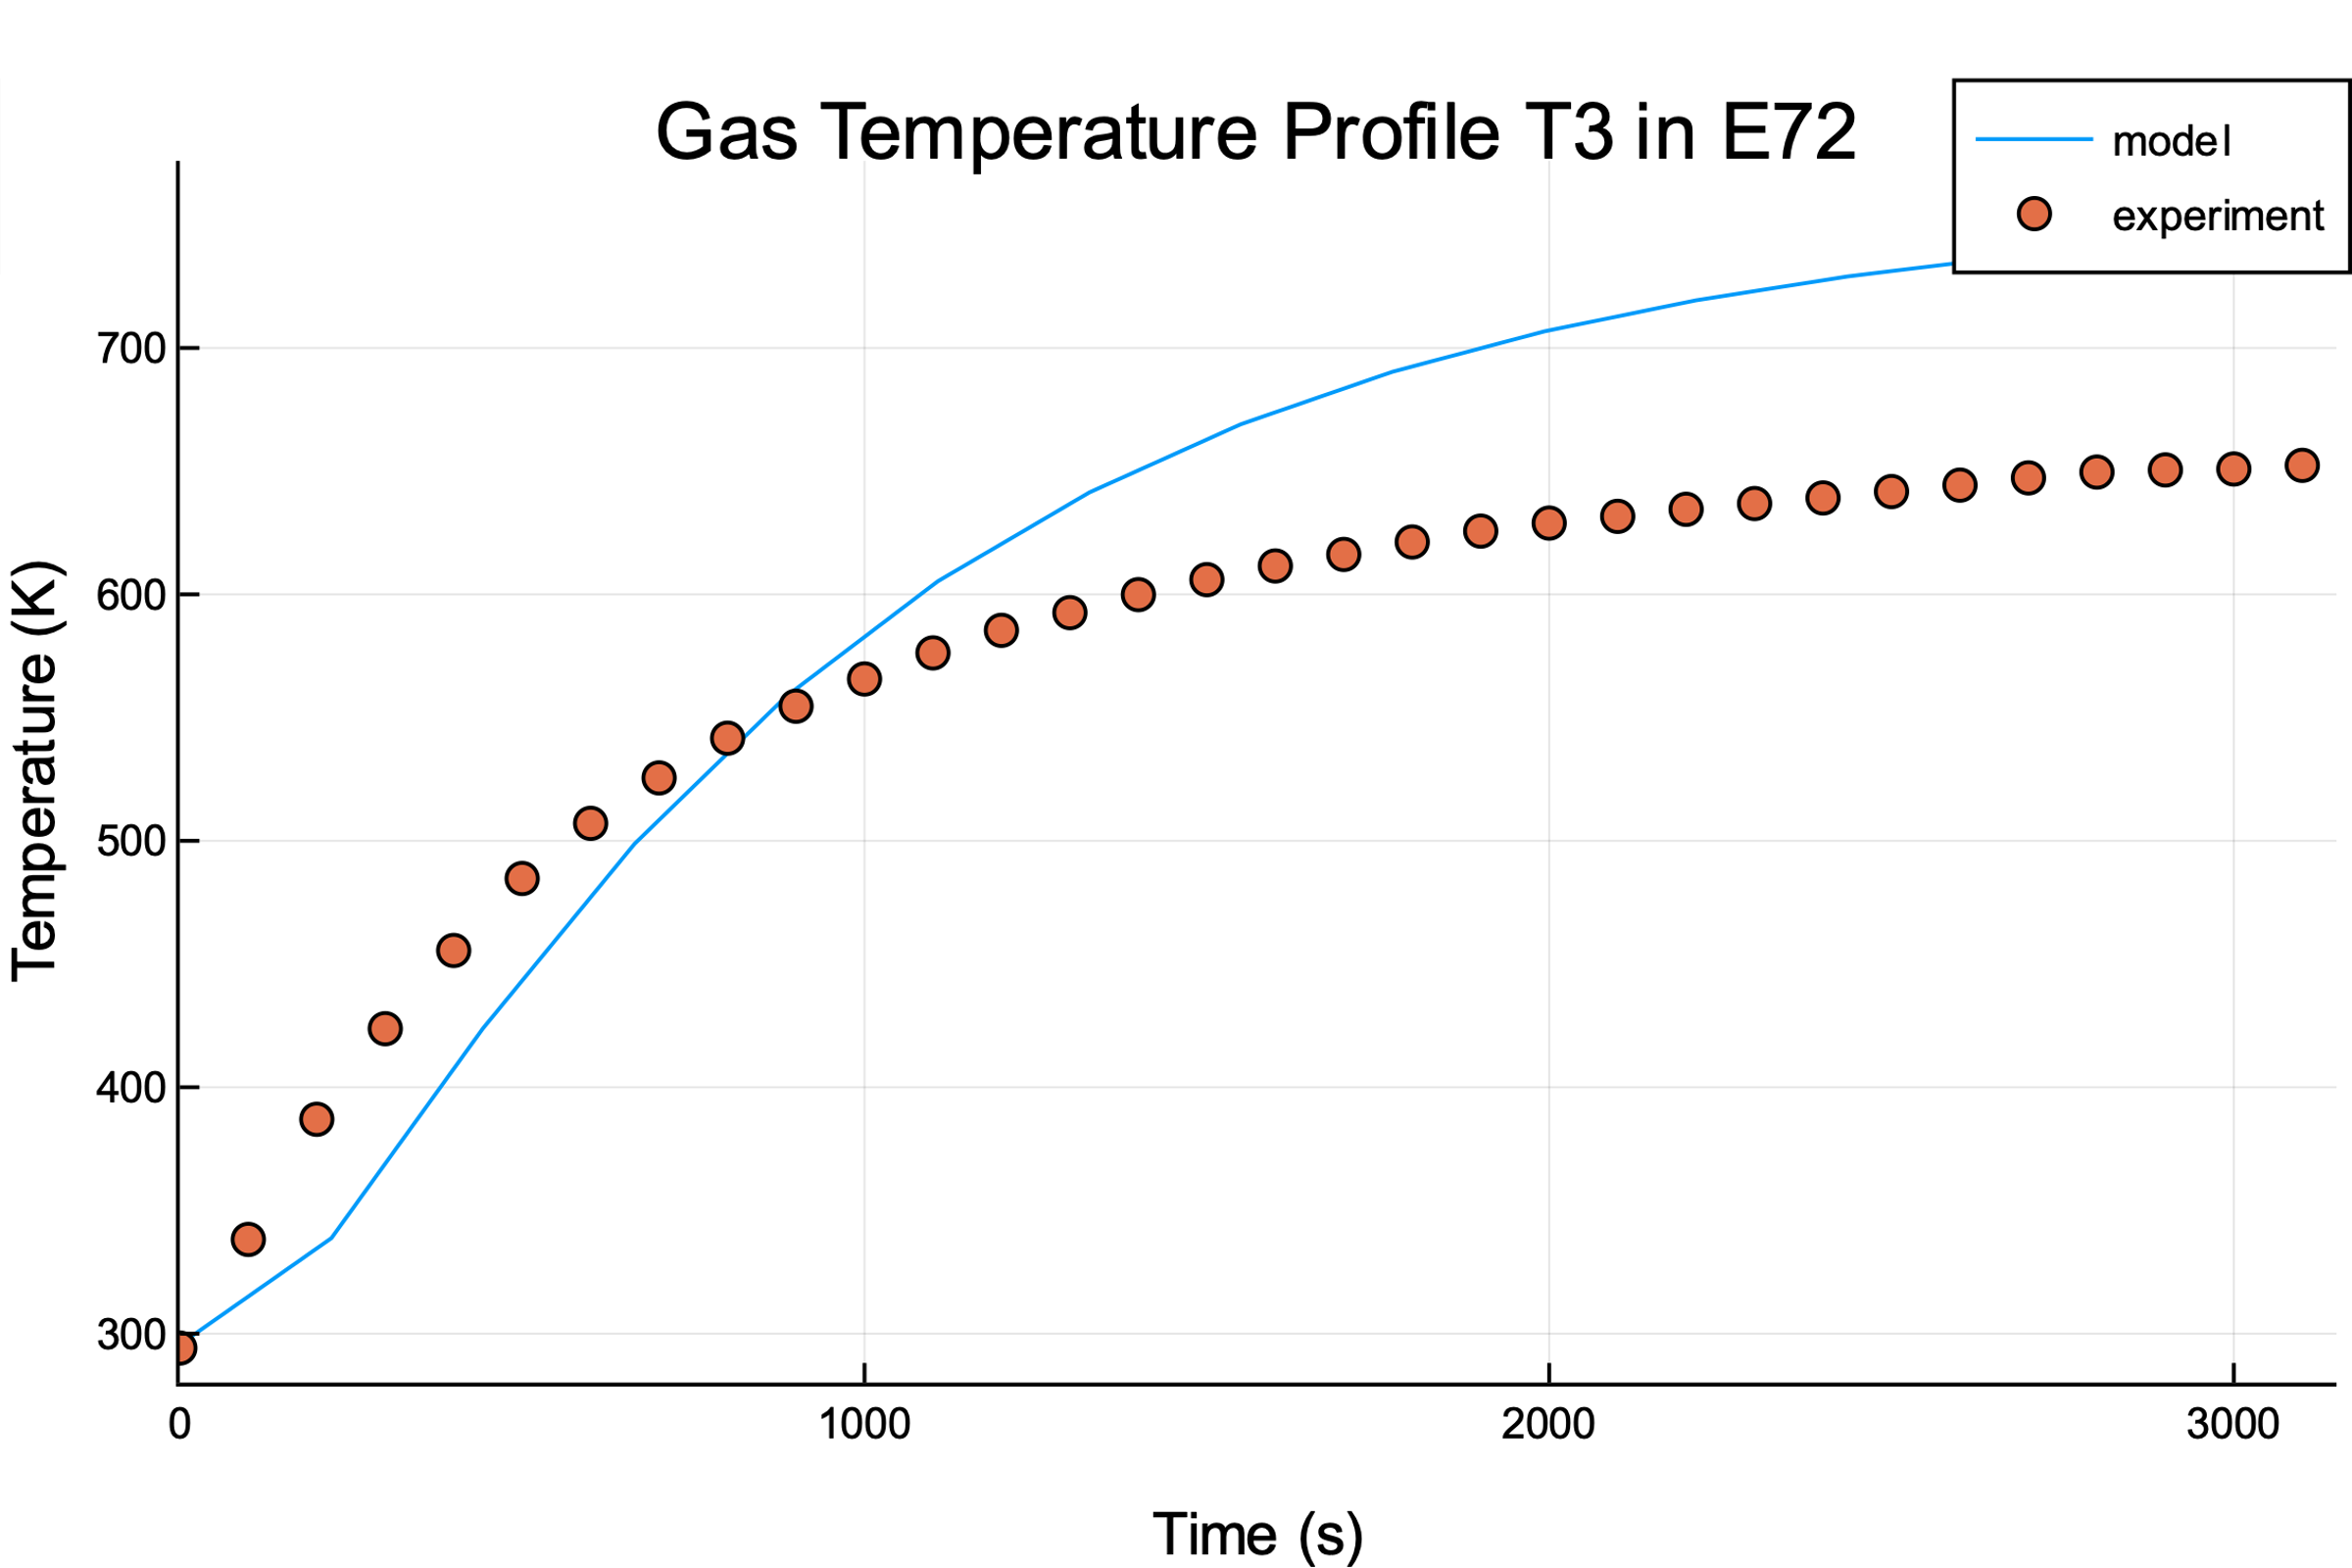 Gas Temperature Profile T3 in E72
model
experiment
Temperature (K)
700
600
500
400
300
0
1000
2000
3000
Time (s)